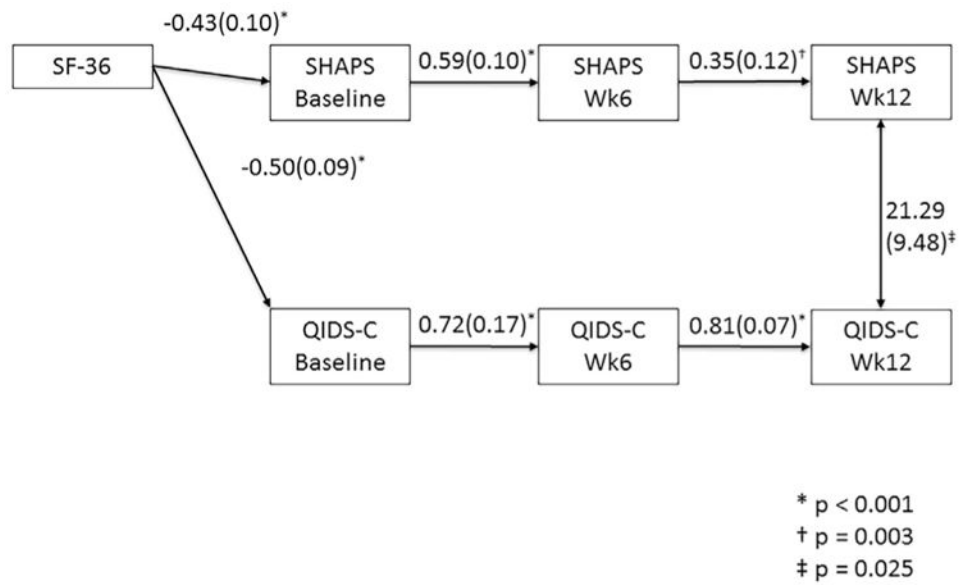 -0.43(0.10)*
SF-36
SHAPS
Baseline
0.59(0.10)*
SHAPS
Wk6
0.35(0.12)†
SHAPS
Wk12
-0.50(0.09)*
21.29
(9.48)‡
QIDS-C
Baseline
0.72(0.17)*
QIDS-C
Wk6
0.81(0.07)*
QIDS-C
Wk12
* p < 0.001
† p = 0.003
‡ p = 0.025